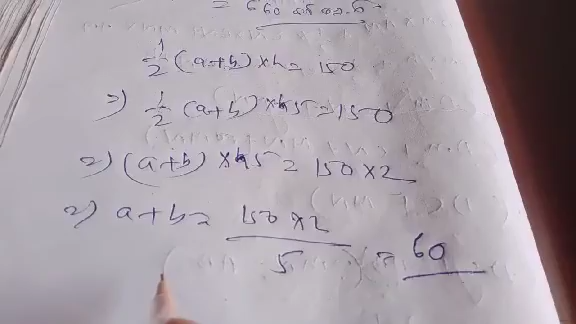 ½ (a+b) × h = 150
⇒ ½ (a+b) × 5 = 150
⇒ (a+b) × 5 = 150 × 2
⇒ a+b = 150 × 2 / 5 = 60